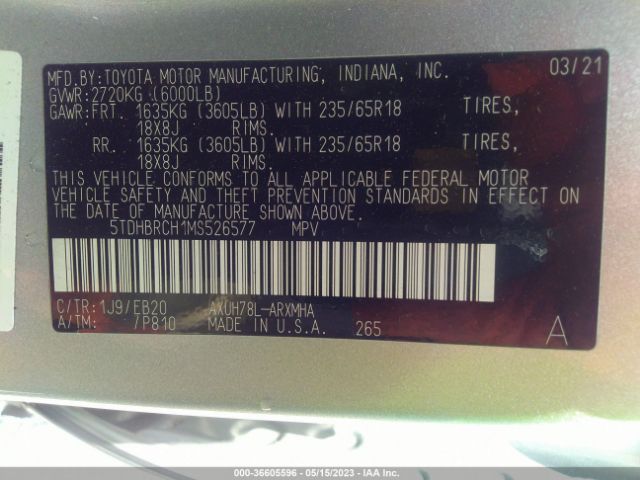 MFD.BY:TOYOTA MOTOR MANUFACTURING, INDIANA, INC. 03/21
GVWR:2720KG (6000LB)
GAWR:FRT. 1635KG (3605LB) WITH 235/65R18 TIRES,
18X8J RIMS.
RR. 1635KG (3605LB) WITH 235/65R18 TIRES,
18X8J RIMS.
THIS VEHICLE CONFORMS TO ALL APPLICABLE FEDERAL MOTOR
VEHICLE SAFETY AND THEFT PREVENTION STANDARDS IN EFFECT ON
THE DATE OF MANUFACTURE SHOWN ABOVE.
5TDHBRCH1MS526577 MPV
C/TR:1J9/EB20 AXUH78L-ARXMHA
A/TM: /P810 MADE IN U.S.A. 265 A
000-36605596 - 05/15/2023 - IAA Inc.